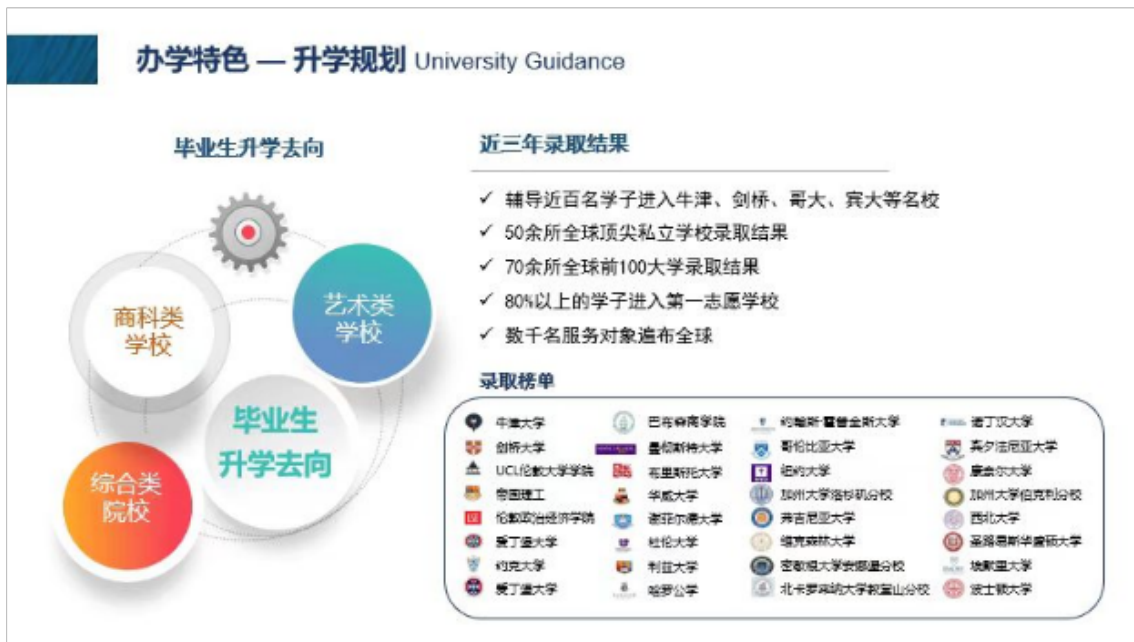 办学特色 — 升学规划 University Guidance
毕业生升学去向
商科类
学校
艺术类
学校
毕业生
升学去向
综合类
院校
近三年录取结果
✓ 辅导近百名学子进入牛津、剑桥、哥大、宾大等名校
✓ 50余所全球顶尖私立学校录取结果
✓ 70余所全球前100大学录取结果
✓ 80%以上的学子进入第一志愿学校
✓ 数千名服务对象遍布全球
录取榜单
牛津大学
剑桥大学
UCL伦敦大学学院
帝国理工
伦敦政治经济学院
爱丁堡大学
约克大学
爱丁堡大学
巴布森商学院
曼彻斯特大学
布里斯托大学
华威大学
谢菲尔德大学
杜伦大学
利兹大学
哈罗公学
约翰斯·霍普金斯大学
哥伦比亚大学
纽约大学
加州大学洛杉矶分校
弗吉尼亚大学
维克森林大学
密歇根大学安娜堡分校
北卡罗来纳大学教堂山分校
诺丁汉大学
宾夕法尼亚大学
康奈尔大学
加州大学伯克利分校
西北大学
圣路易斯华盛顿大学
埃默里大学
波士顿大学